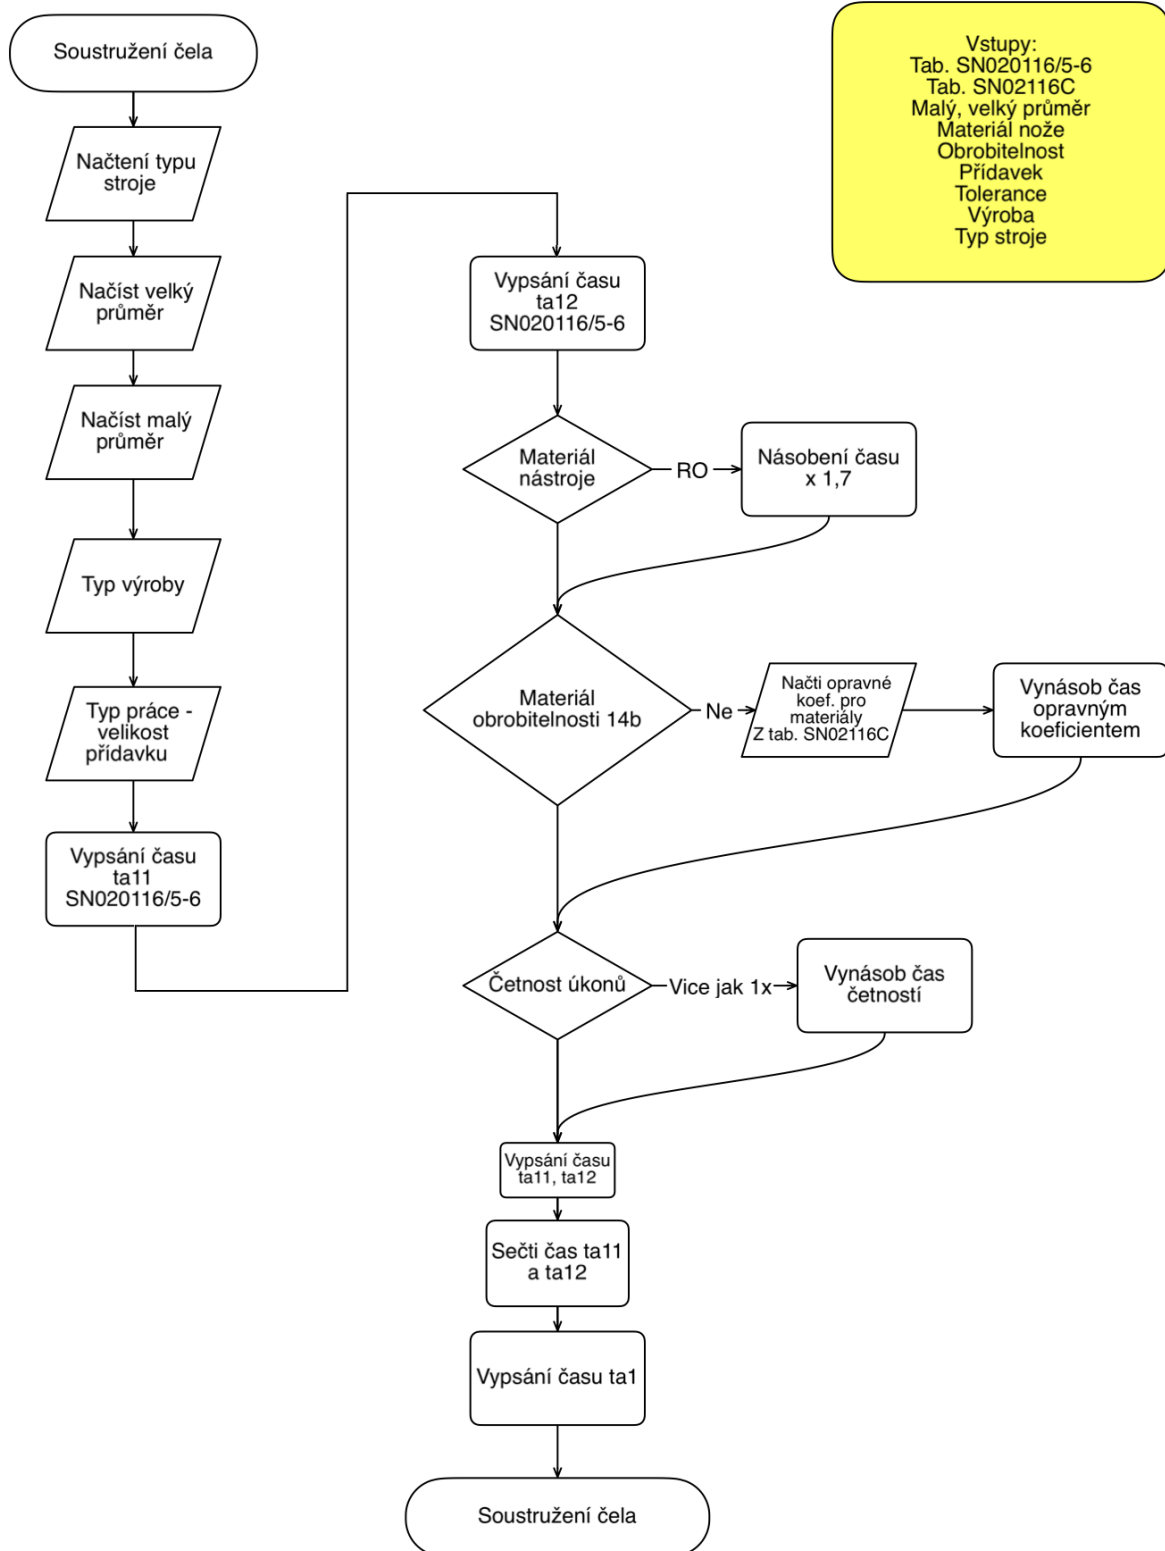 Soustružení čela
Načtení typu
stroje
Načíst velký
průměr
Načíst malý
průměr
Typ výroby
Typ práce -
velikost
přídavku
Vypsání času
ta11
SN020116/5-6
Vypsání času
ta12
SN020116/5-6
Materiál
nástroje
RO
Násobení času
x 1,7
Materiál
obrobitelnosti 14b
Ne
Načti opravné
koef. pro
materiály
Z tab. SN02116C
Vynásob čas
opravným
koeficientem
Četnost úkonů
Vice jak 1x
Vynásob čas
četností
Vypsání času
ta11, ta12
Sečti čas ta11
a ta12
Vypsání času ta1
Soustružení čela
Vstupy:
Tab. SN020116/5-6
Tab. SN02116C
Malý, velký průměr
Materiál nože
Obrobitelnost
Přídavek
Tolerance
Výroba
Typ stroje